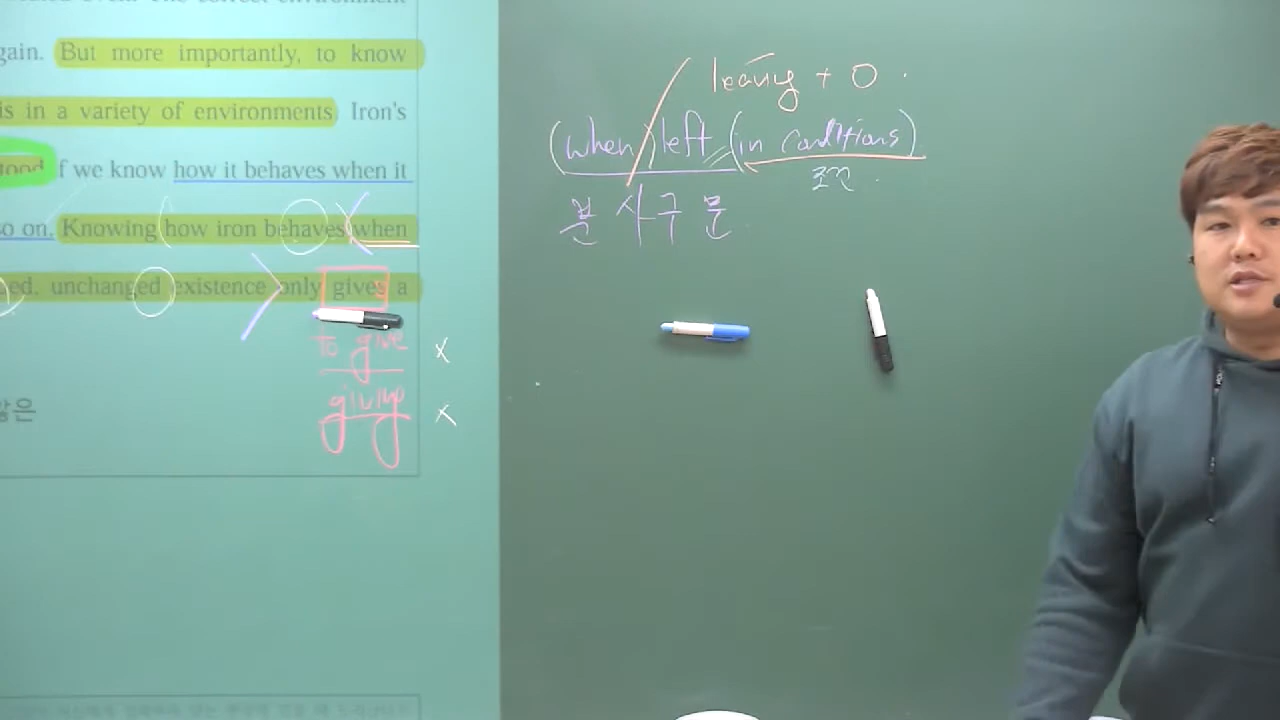 gain. But more importantly, to know
is in a variety of environments. Iron's
tood f we know how it behaves when it
so on. Knowing how iron behaves when
ed, unchanged existence only gives a
to give X
giving X
leaving + O.
(when) left (in conditions)
조건.
분사구문